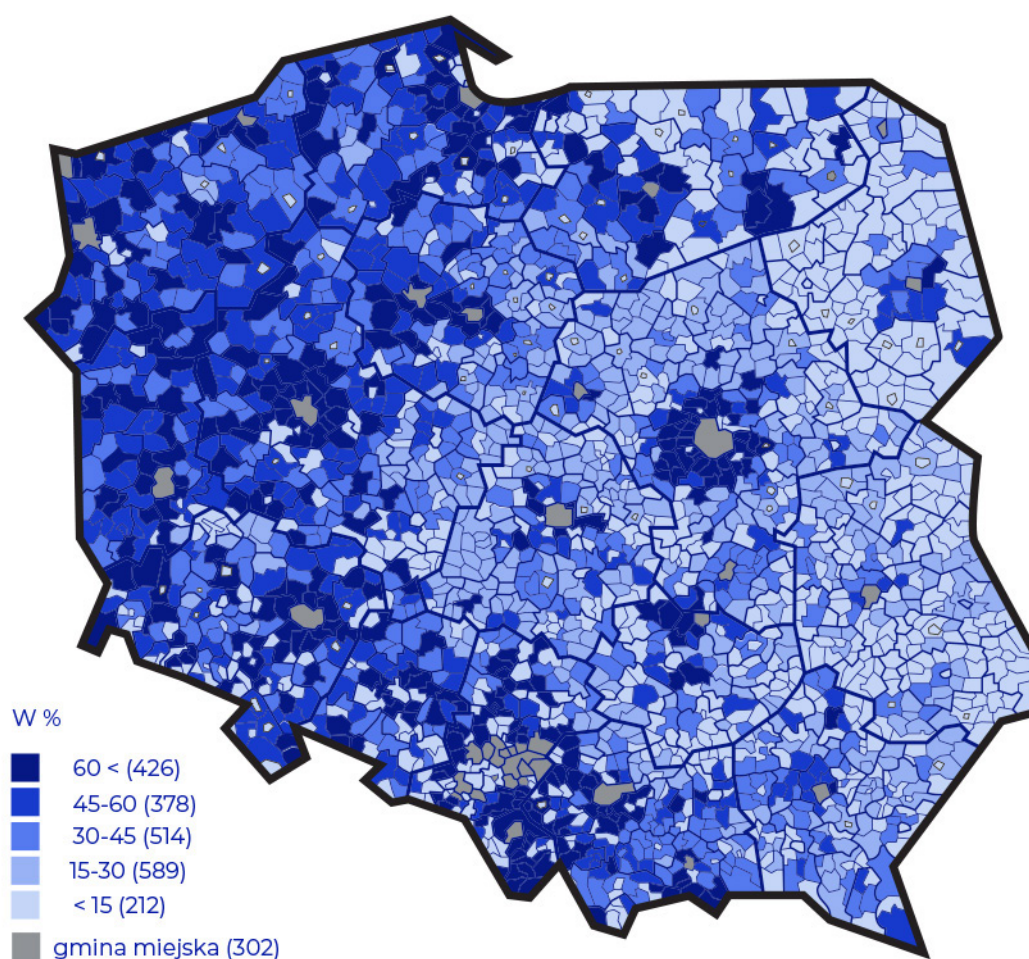 W %
60 < (426)
45-60 (378)
30-45 (514)
15-30 (589)
< 15 (212)
gmina miejska (302)